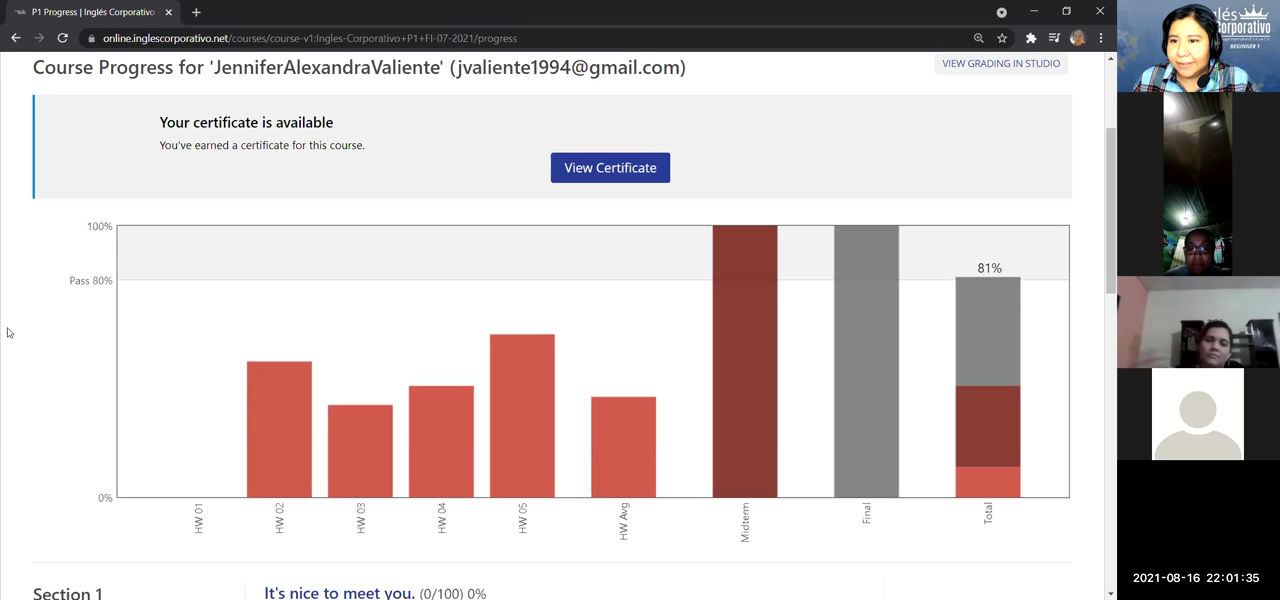 P1 Progress | Inglés Corporativo
online.inglescorporativo.net/courses/course-v1:Ingles-Corporativo+P1+FI-07-2021/progress
Course Progress for 'JenniferAlexandraValiente' (jvaliente1994@gmail.com)
VIEW GRADING IN STUDIO
Your certificate is available
You've earned a certificate for this course.
View Certificate
100%
Pass 80%
81%
0%
HW 01
HW 02
HW 03
HW 04
HW 05
HW Avg
Midterm
Final
Total
Section 1
It's nice to meet you. (0/100) 0%
BEGINNER 1
2021-08-16 22:01:35